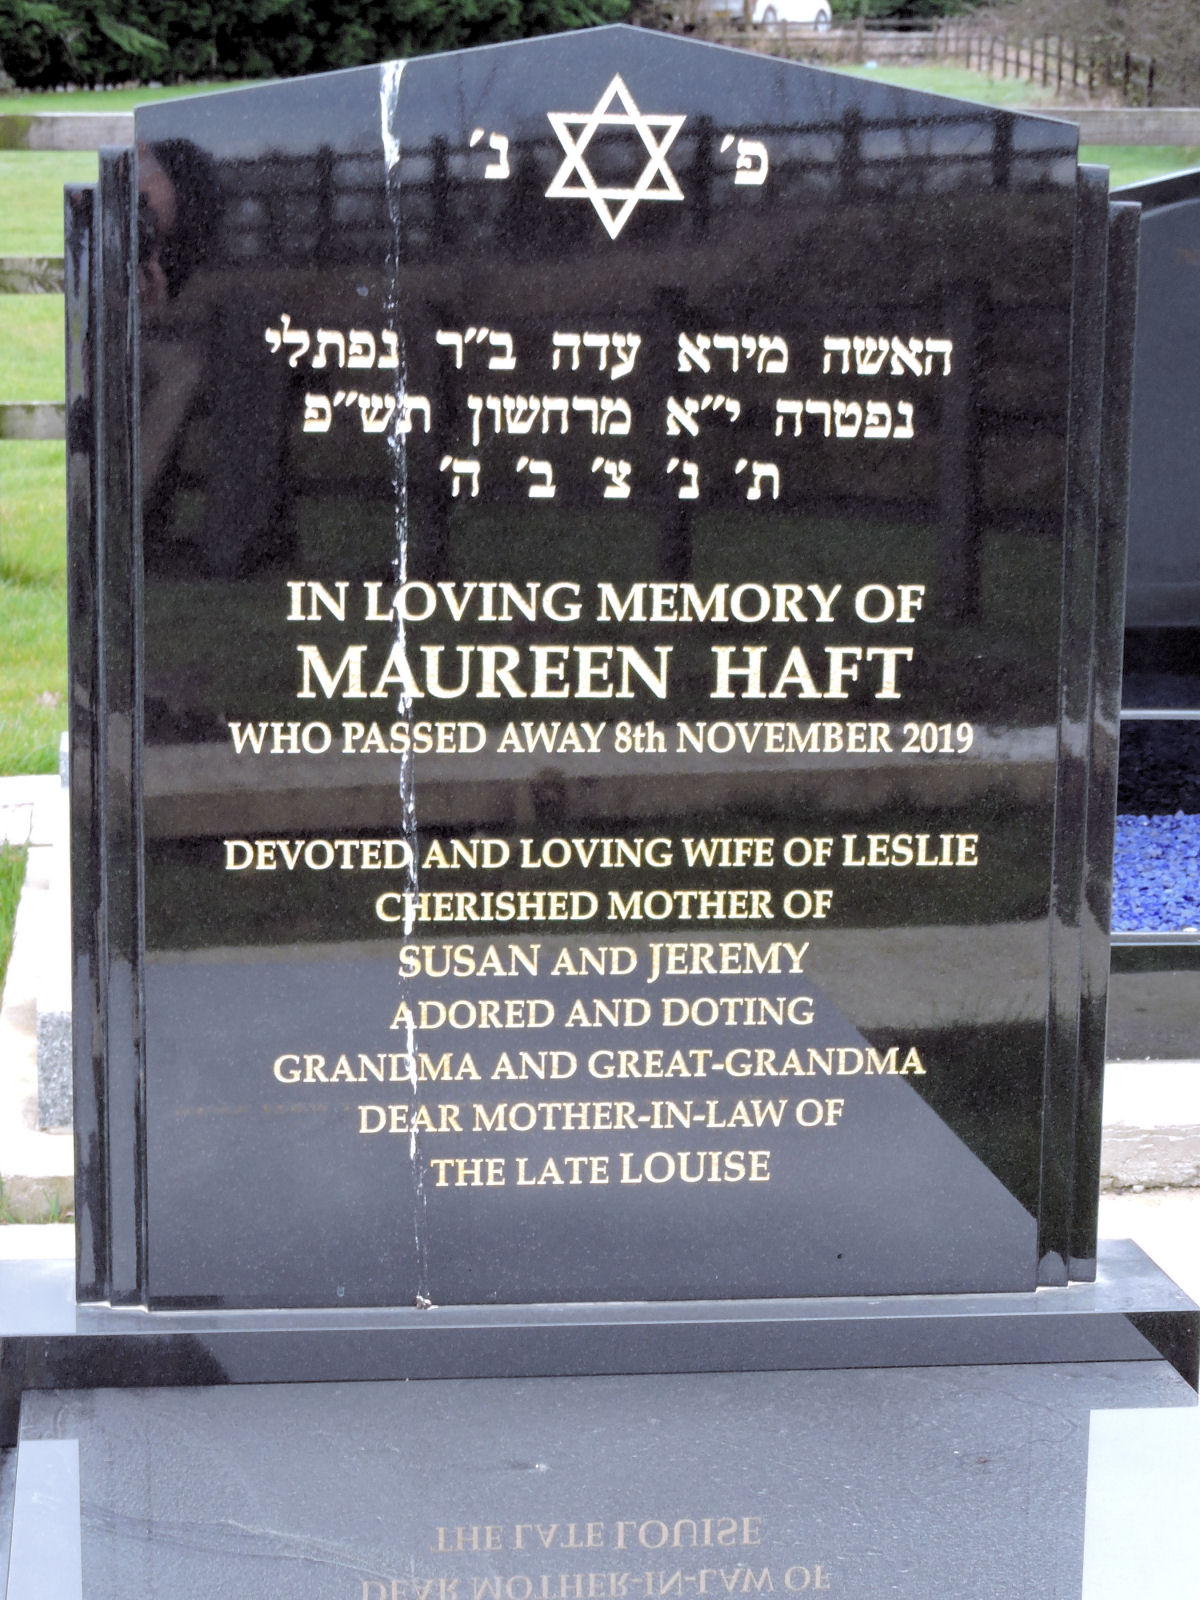 פ׳ נ׳
האשה מירא עדה ב״ר נפתלי
נפטרה י״א מרחשון תש״פ
ת׳ נ׳ צ׳ ב׳ ה׳
IN LOVING MEMORY OF
MAUREEN HAFT
WHO PASSED AWAY 8th NOVEMBER 2019
DEVOTED AND LOVING WIFE OF LESLIE
CHERISHED MOTHER OF
SUSAN AND JEREMY
ADORED AND DOTING
GRANDMA AND GREAT-GRANDMA
DEAR MOTHER-IN-LAW OF
THE LATE LOUISE